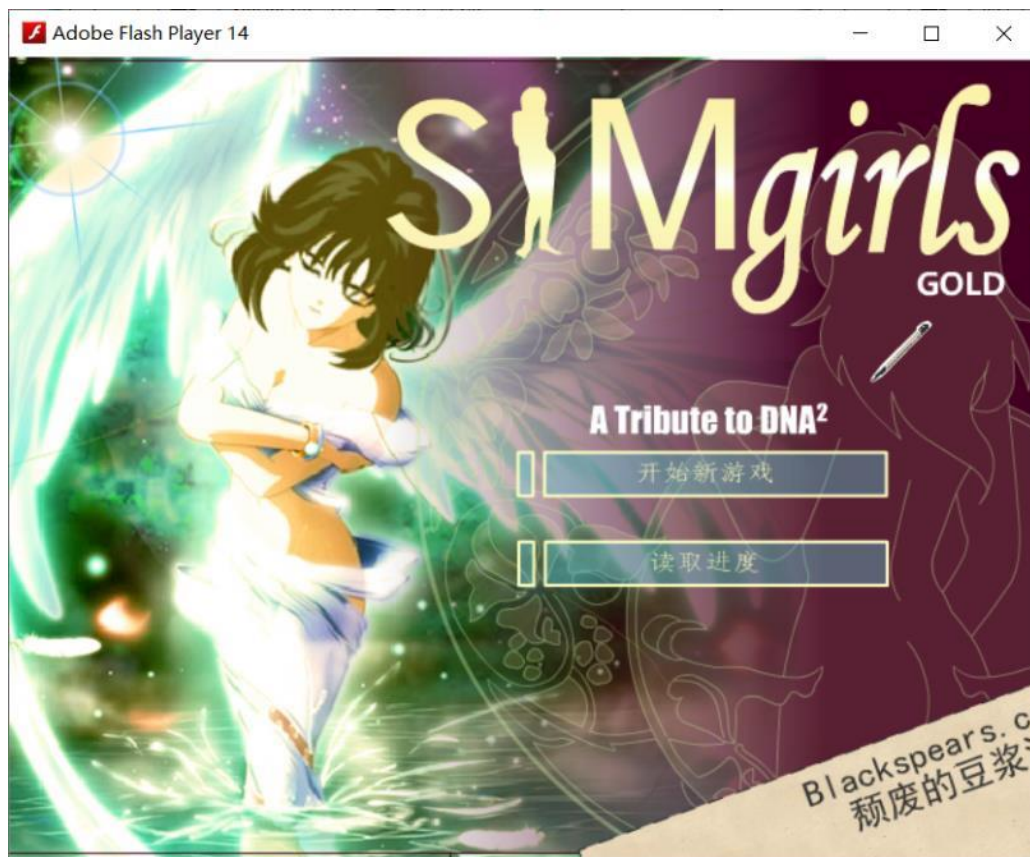 Adobe Flash Player 14
SIMgirls
GOLD
A Tribute to DNA²
开始新游戏
读取进度
Blackspears.c
颓废的豆浆